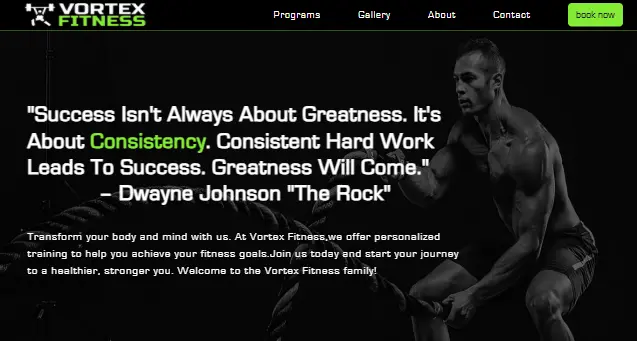 VORTEX
FITNESS
Programs Gallery About Contact book now
"Success Isn't Always About Greatness. It's
About Consistency. Consistent Hard Work
Leads To Success. Greatness Will Come."
– Dwayne Johnson "The Rock"
Transform your body and mind with us. At Vortex Fitness,we offer personalized
training to help you achieve your fitness goals.Join us today and start your journey
to a healthier, stronger you. Welcome to the Vortex Fitness family!